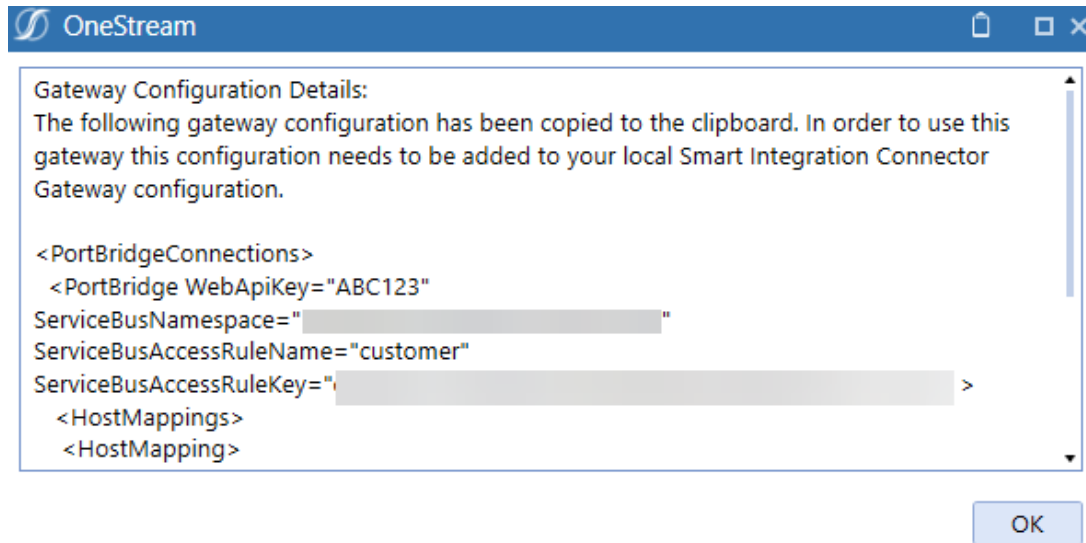 OneStream
Gateway Configuration Details:
The following gateway configuration has been copied to the clipboard. In order to use this
gateway this configuration needs to be added to your local Smart Integration Connector
Gateway configuration.
<PortBridgeConnections>
<PortBridge WebApiKey="ABC123"
ServiceBusNamespace=" "
ServiceBusAccessRuleName="customer"
ServiceBusAccessRuleKey=" >
<HostMappings>
<HostMapping>
OK